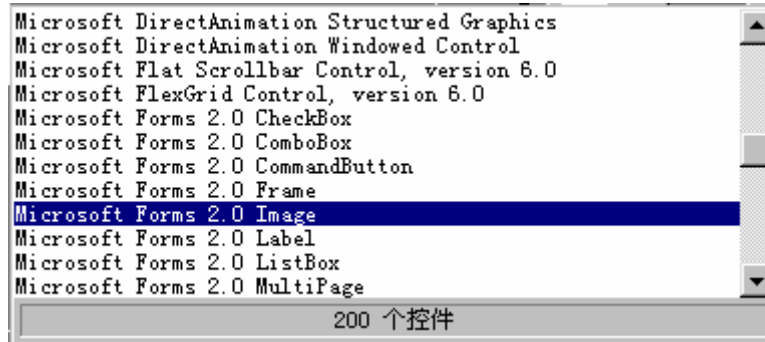 Microsoft DirectAnimation Structured Graphics
Microsoft DirectAnimation Windowed Control
Microsoft Flat Scrollbar Control, version 6.0
Microsoft FlexGrid Control, version 6.0
Microsoft Forms 2.0 CheckBox
Microsoft Forms 2.0 ComboBox
Microsoft Forms 2.0 CommandButton
Microsoft Forms 2.0 Frame
Microsoft Forms 2.0 Image
Microsoft Forms 2.0 Label
Microsoft Forms 2.0 ListBox
Microsoft Forms 2.0 MultiPage
200 个控件